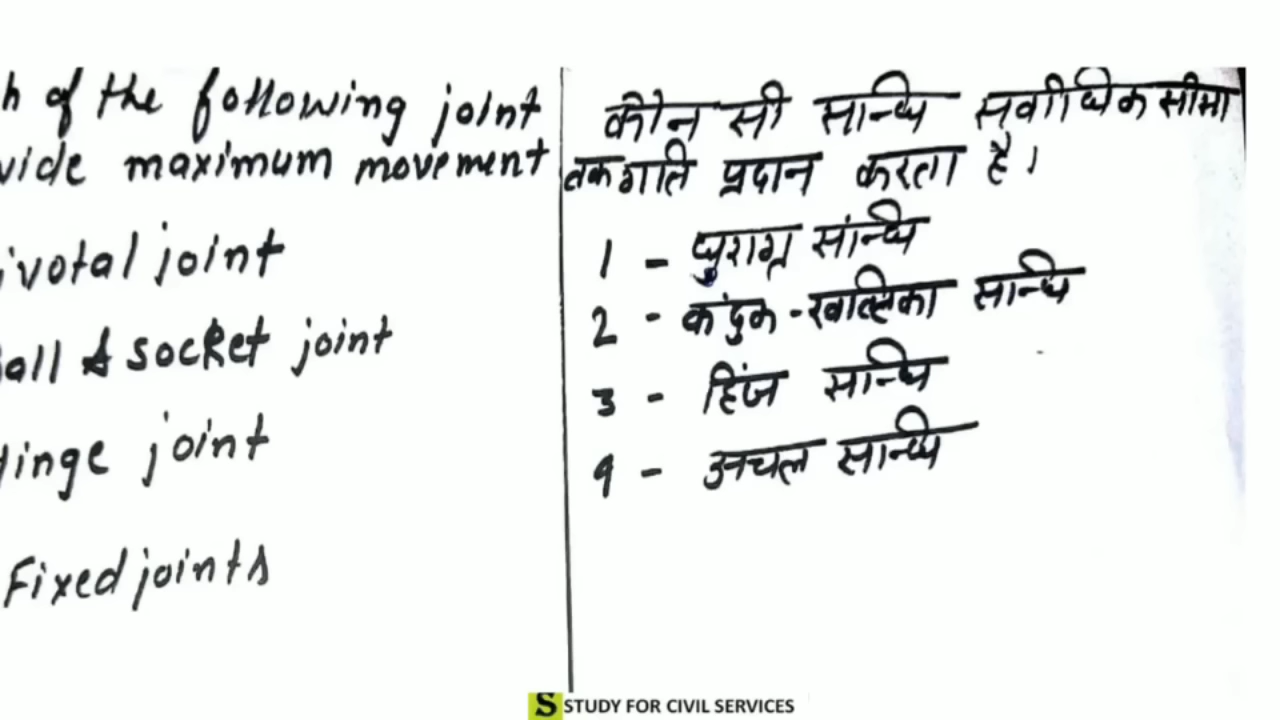 h of the following joint
vide maximum movement
ivotal joint
all & socket joint
inge joint
Fixed joints
कौन सी सन्धि सर्वाधिक सीमा
तक गति प्रदान करता है।
1 - धुराग्र सन्धि
2 - कंदुक-खल्लिका सन्धि
3 - हिंज सन्धि
4 - अचल सन्धि
S STUDY FOR CIVIL SERVICES